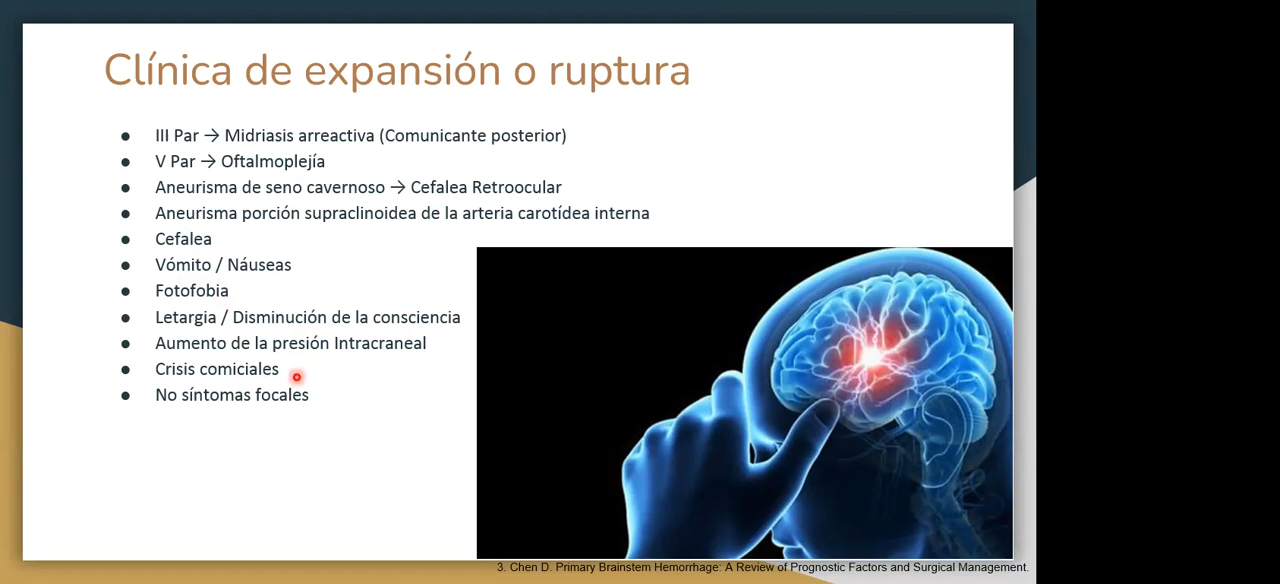 Clínica de expansión o ruptura
● III Par → Midriasis arreactiva (Comunicante posterior)
● V Par → Oftalmoplejía
● Aneurisma de seno cavernoso → Cefalea Retroocular
● Aneurisma porción supraclinoidea de la arteria carotídea interna
● Cefalea
● Vómito / Náuseas
● Fotofobia
● Letargia / Disminución de la consciencia
● Aumento de la presión Intracraneal
● Crisis comiciales
● No síntomas focales
3. Chen D. Primary Brainstem Hemorrhage: A Review of Prognostic Factors and Surgical Management.